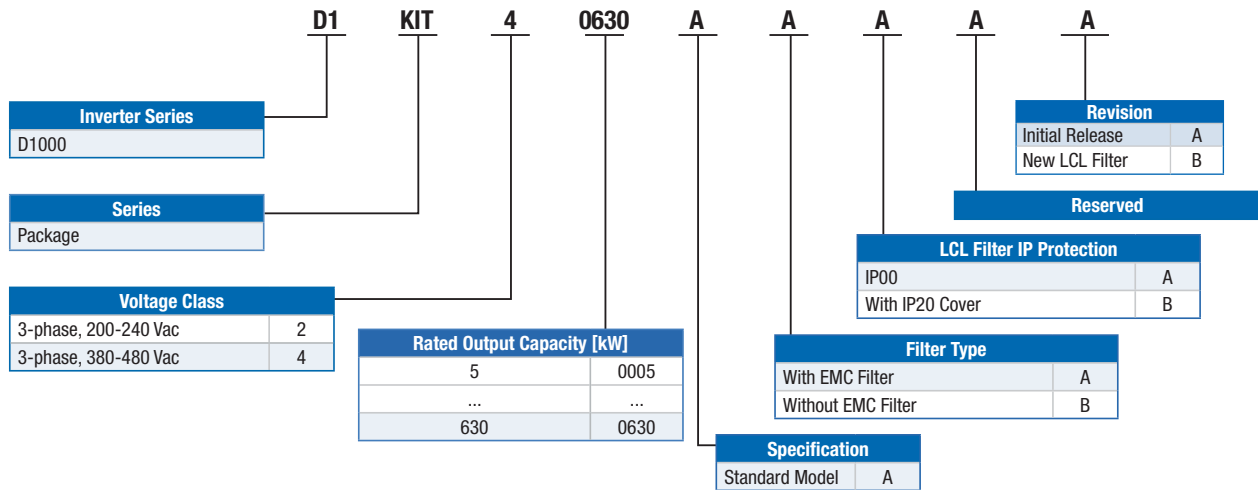 D1 KIT 4 0630 A A A A A
Inverter Series
D1000
Series
Package
Voltage Class
3-phase, 200-240 Vac 2
3-phase, 380-480 Vac 4
Rated Output Capacity [kW]
5 0005
... ...
630 0630
Specification
Standard Model A
Filter Type
With EMC Filter A
Without EMC Filter B
LCL Filter IP Protection
IP00 A
With IP20 Cover B
Reserved
Revision
Initial Release A
New LCL Filter B